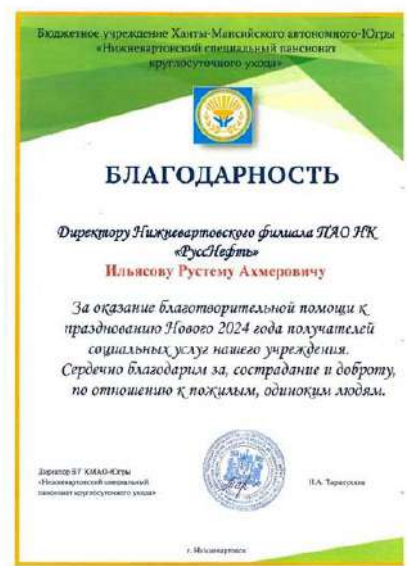 Бюджетное учреждение Ханты-Мансийского автономного-Югры
«Нижневартовский специальный пансионат
круглосуточного ухода»
БЛАГОДАРНОСТЬ
Директору Нижневартовского филиала ПАО НК
«РуссНефть»
Ильясову Рустему Ахмеровичу
За оказание благотворительной помощи к
празднованию Нового 2024 года получателей
социальных услуг нашего учреждения.
Сердечно благодарим за, сострадание и доброту,
по отношению к пожилым, одиноким людям.
Директор БУ ХМАО-Югры
«Нижневартовский специальный
пансионат круглосуточного ухода»
г. Нижневартовск